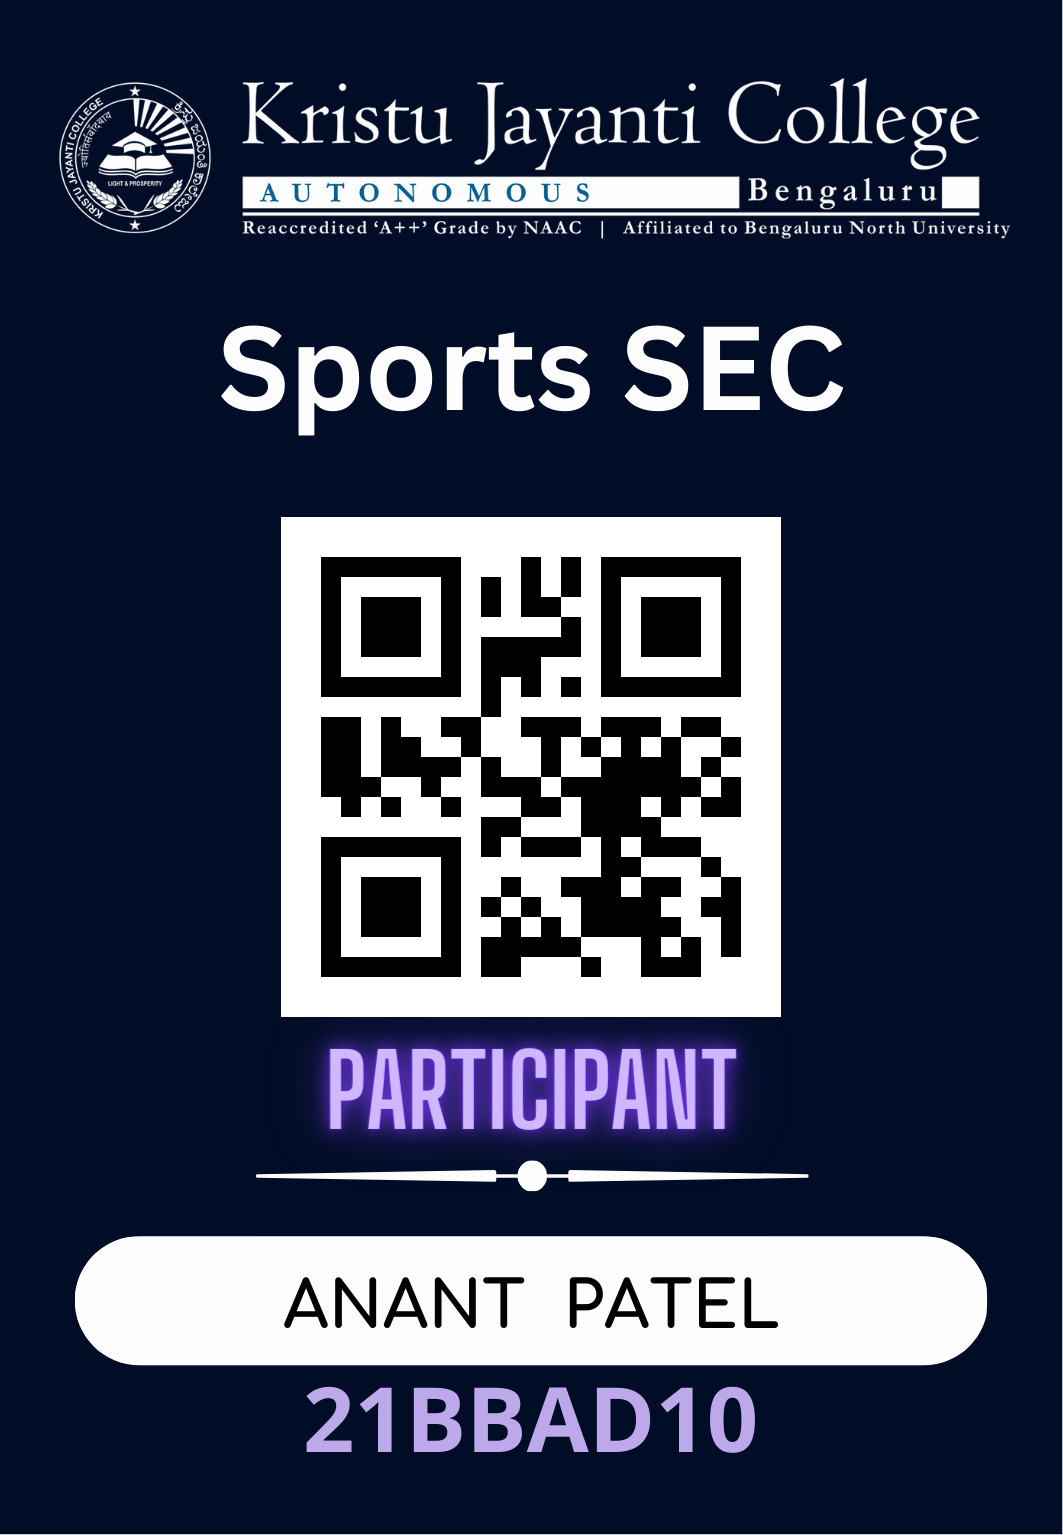 Kristu Jayanti College
AUTONOMOUS Bengaluru
Reaccredited ‘A++’ Grade by NAAC | Affiliated to Bengaluru North University
KRISTU JAYANTI COLLEGE
ಕ್ರಿಸ್ತು ಜಯಂತಿ ಕಾಲೇಜು
LIGHT & PROSPERITY
Sports SEC
PARTICIPANT
ANANT PATEL
21BBAD10